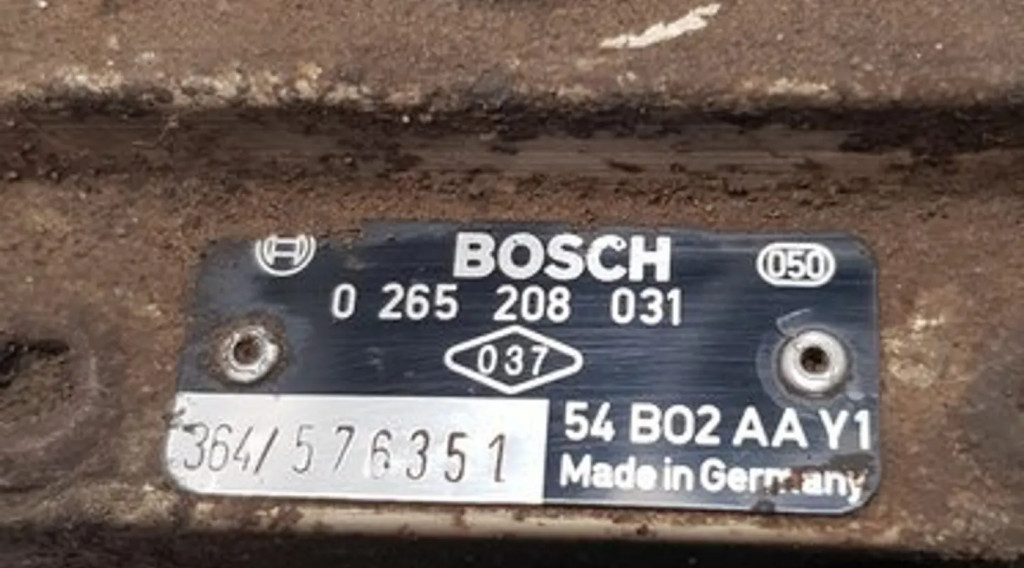 BOSCH 050
0 265 208 031
037
364/576351
54 B02 AA Y1
Made in Germany